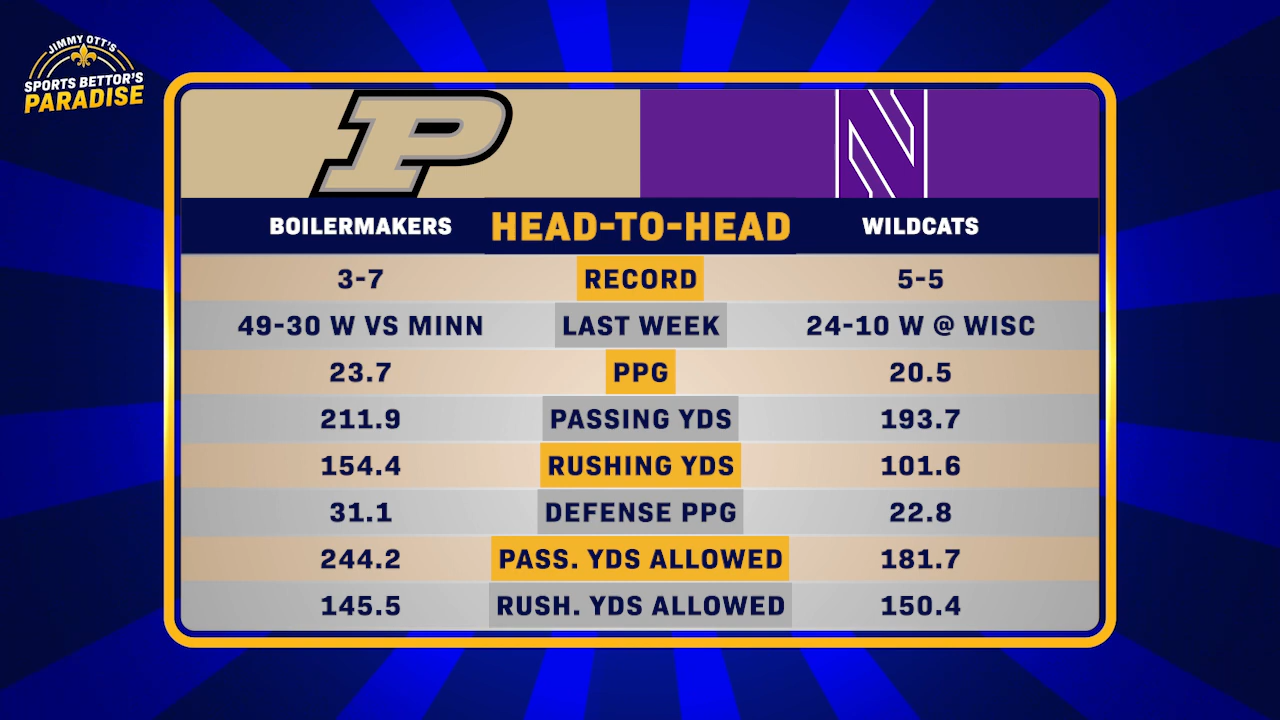 JIMMY OTT'S
SPORTS BETTOR'S
PARADISE
P
N
BOILERMAKERS HEAD-TO-HEAD WILDCATS
3-7 RECORD 5-5
49-30 W VS MINN LAST WEEK 24-10 W @ WISC
23.7 PPG 20.5
211.9 PASSING YDS 193.7
154.4 RUSHING YDS 101.6
31.1 DEFENSE PPG 22.8
244.2 PASS. YDS ALLOWED 181.7
145.5 RUSH. YDS ALLOWED 150.4